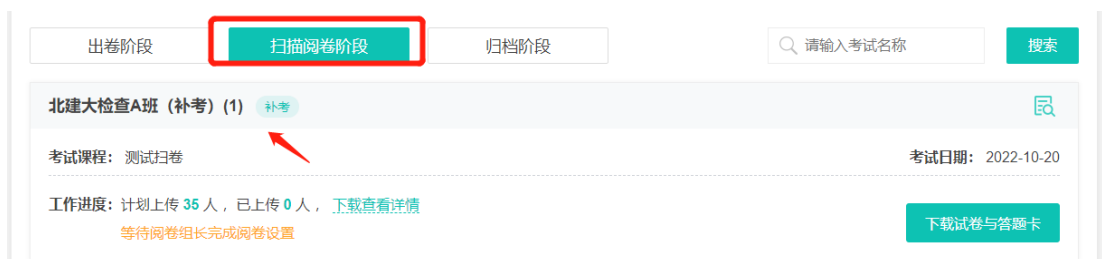 出卷阶段 扫描阅卷阶段 归档阶段 请输入考试名称 搜索
北建大检查A班（补考）(1) 补考
考试课程： 测试扫卷 考试日期： 2022-10-20
工作进度： 计划上传 35 人 ，已上传 0 人 ， 下载查看详情
等待阅卷组长完成阅卷设置
下载试卷与答题卡